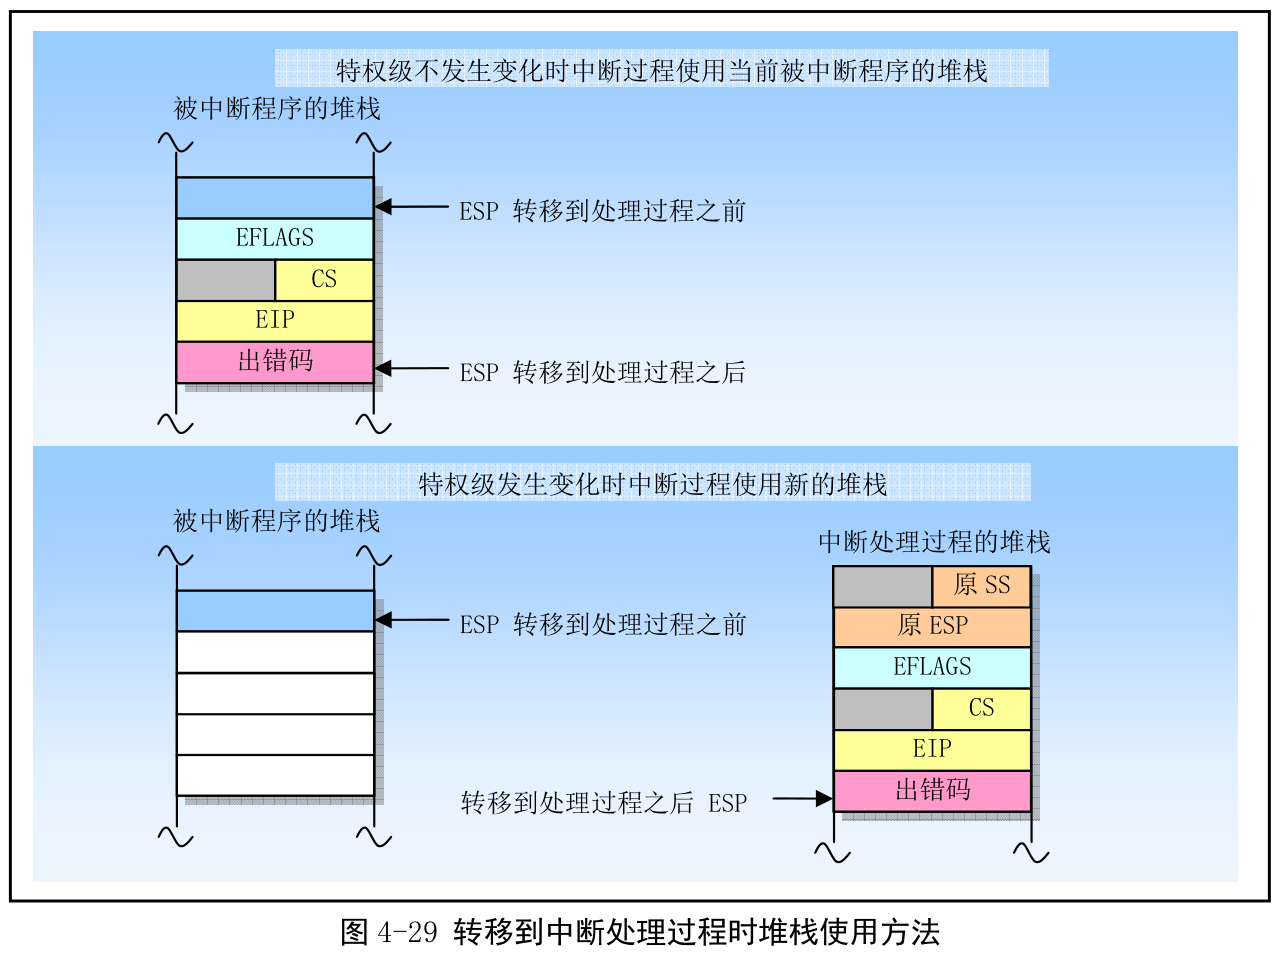 特权级不发生变化时中断过程使用当前被中断程序的堆栈
被中断程序的堆栈
ESP 转移到处理过程之前
EFLAGS
CS
EIP
出错码
ESP 转移到处理过程之后
特权级发生变化时中断过程使用新的堆栈
被中断程序的堆栈
中断处理过程的堆栈
ESP 转移到处理过程之前
原 SS
原 ESP
EFLAGS
CS
EIP
出错码
转移到处理过程之后 ESP
图 4-29 转移到中断处理过程时堆栈使用方法